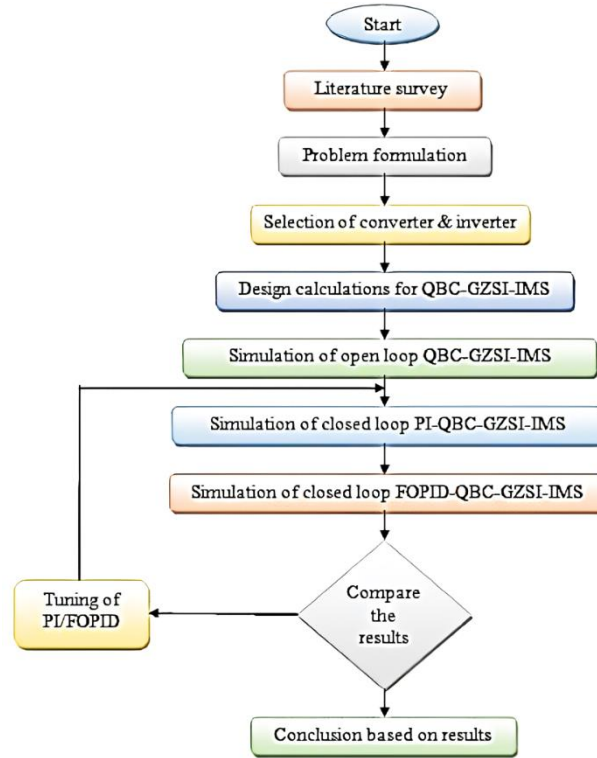 Start
Literature survey
Problem formulation
Selection of converter & inverter
Design calculations for QBC-GZSI-IMS
Simulation of open loop QBC-GZSI-IMS
Simulation of closed loop PI-QBC-GZSI-IMS
Simulation of closed loop FOPID-QBC-GZSI-IMS
Compare
the
results
Tuning of
PI/FOPID
Conclusion based on results